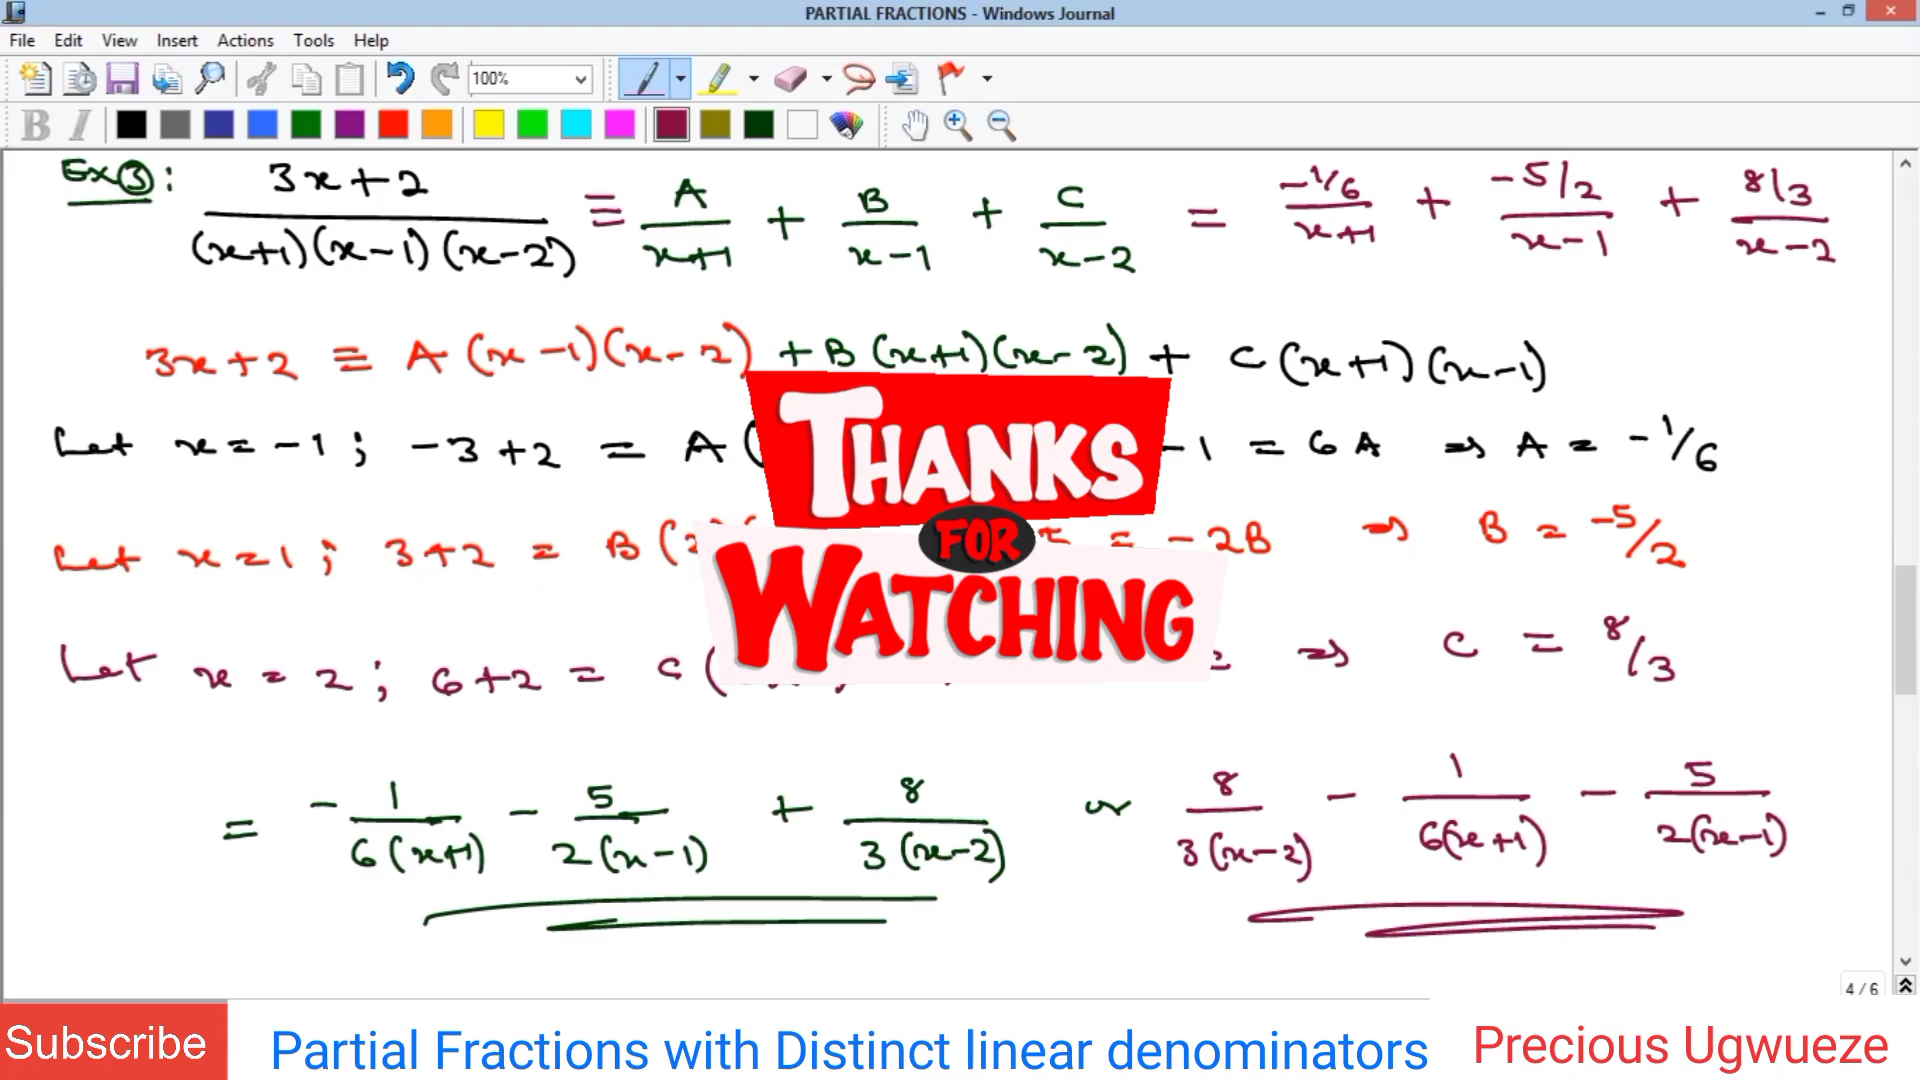 PARTIAL FRACTIONS - Windows Journal
File Edit View Insert Actions Tools Help
100%
B I
Ex③: (3x+2)/((x+1)(x-1)(x-2)) ≡ A/(x+1) + B/(x-1) + C/(x-2) = (-1/6)/(x+1) + (-5/2)/(x-1) + (8/3)/(x-2)
3x+2 ≡ A(x-1)(x-2) + B(x+1)(x-2) + C(x+1)(x-1)
Let x = -1; -3+2 = A( -1 = 6A ⇒ A = -1/6
Let x=1; 3+2 = B(2 = -2B ⇒ B = -5/2
Let x = 2; 6+2 = C( ⇒ C = 8/3
= -1/(6(x+1)) - 5/(2(x-1)) + 8/(3(x-2)) or 8/(3(x-2)) - 1/(6(x+1)) - 5/(2(x-1))
THANKS
FOR
WATCHING
4/6
Subscribe
Partial Fractions with Distinct linear denominators
Precious Ugwueze